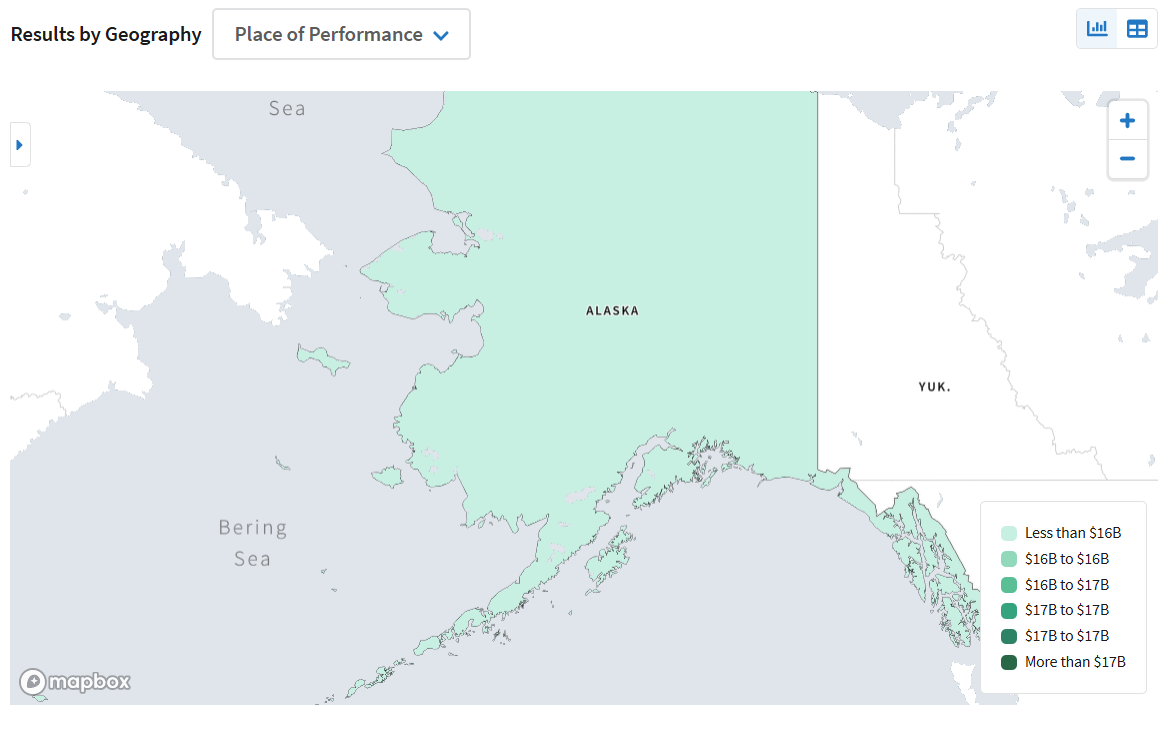 Results by Geography
Place of Performance
Sea
+
−
ALASKA
YUK.
Bering
Sea
Less than $16B
$16B to $16B
$16B to $17B
$17B to $17B
$17B to $17B
More than $17B
mapbox